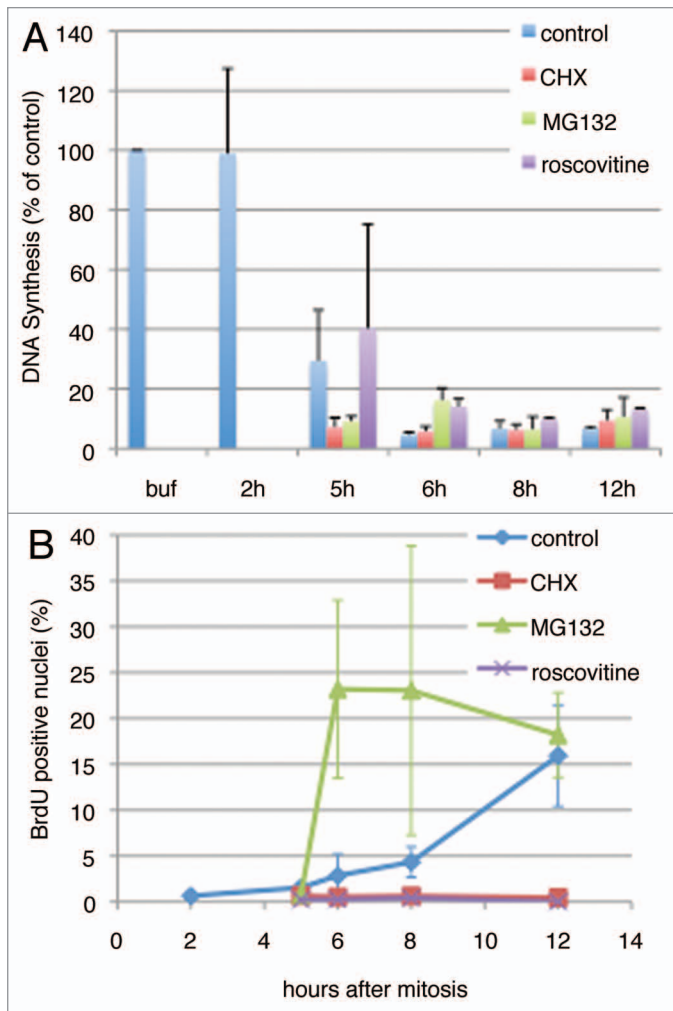 A
DNA Synthesis (% of control)
140
120
100
80
60
40
20
0
buf 2h 5h 6h 8h 12h
control
CHX
MG132
roscovitine
B
BrdU positive nuclei (%)
40
35
30
25
20
15
10
5
0
0 2 4 6 8 10 12 14
hours after mitosis
control
CHX
MG132
roscovitine